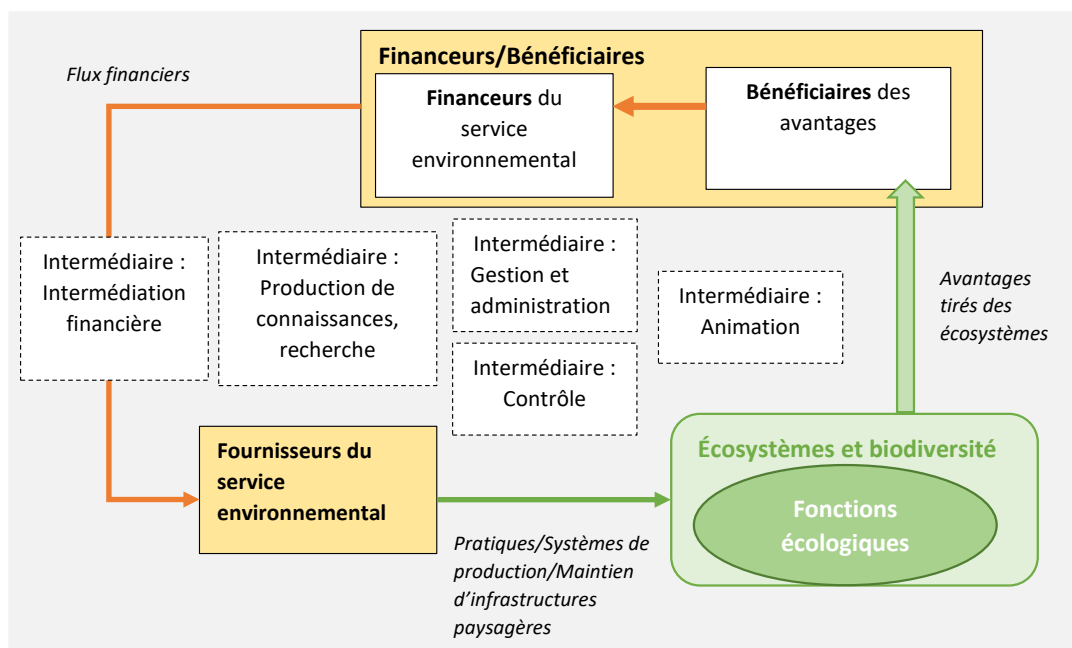 Flux financiers
Financeurs/Bénéficiaires
Financeurs du
service
environnemental
Bénéficiaires des
avantages
Intermédiaire :
Intermédiation
financière
Intermédiaire :
Production de
connaissances,
recherche
Intermédiaire :
Gestion et
administration
Intermédiaire :
Contrôle
Intermédiaire :
Animation
Avantages
tirés des
écosystèmes
Fournisseurs du
service
environnemental
Pratiques/Systèmes de
production/Maintien
d’infrastructures
paysagères
Écosystèmes et biodiversité
Fonctions
écologiques